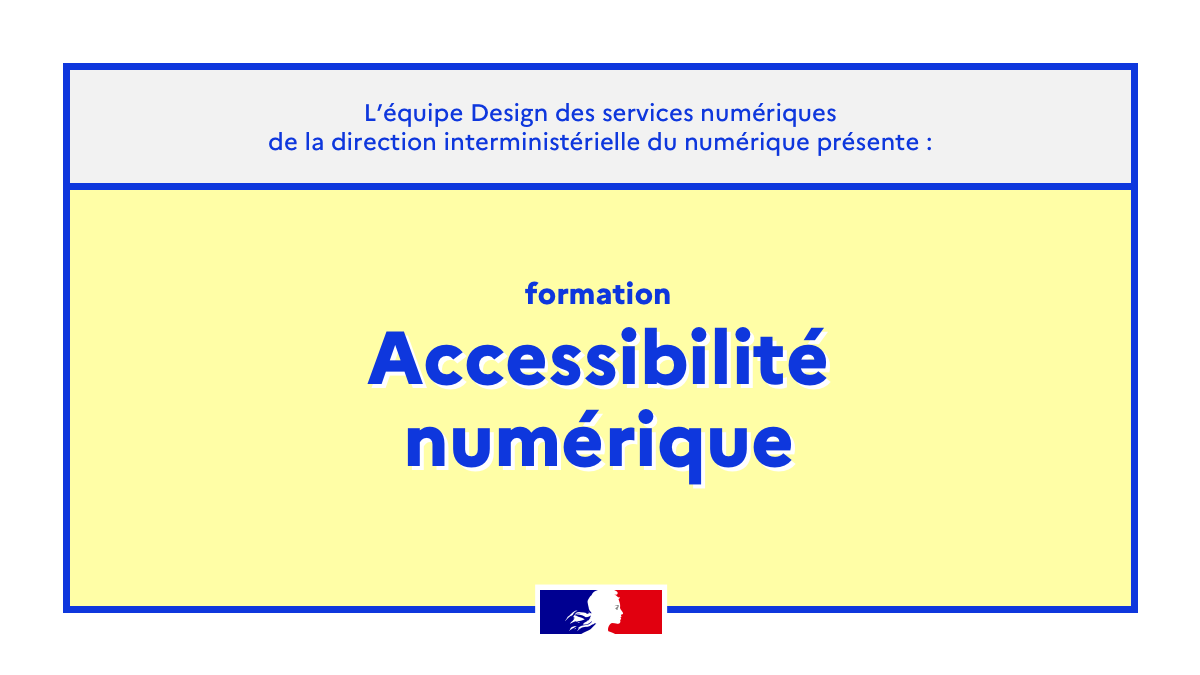 L’équipe Design des services numériques
de la direction interministérielle du numérique présente :
formation
Accessibilité
numérique